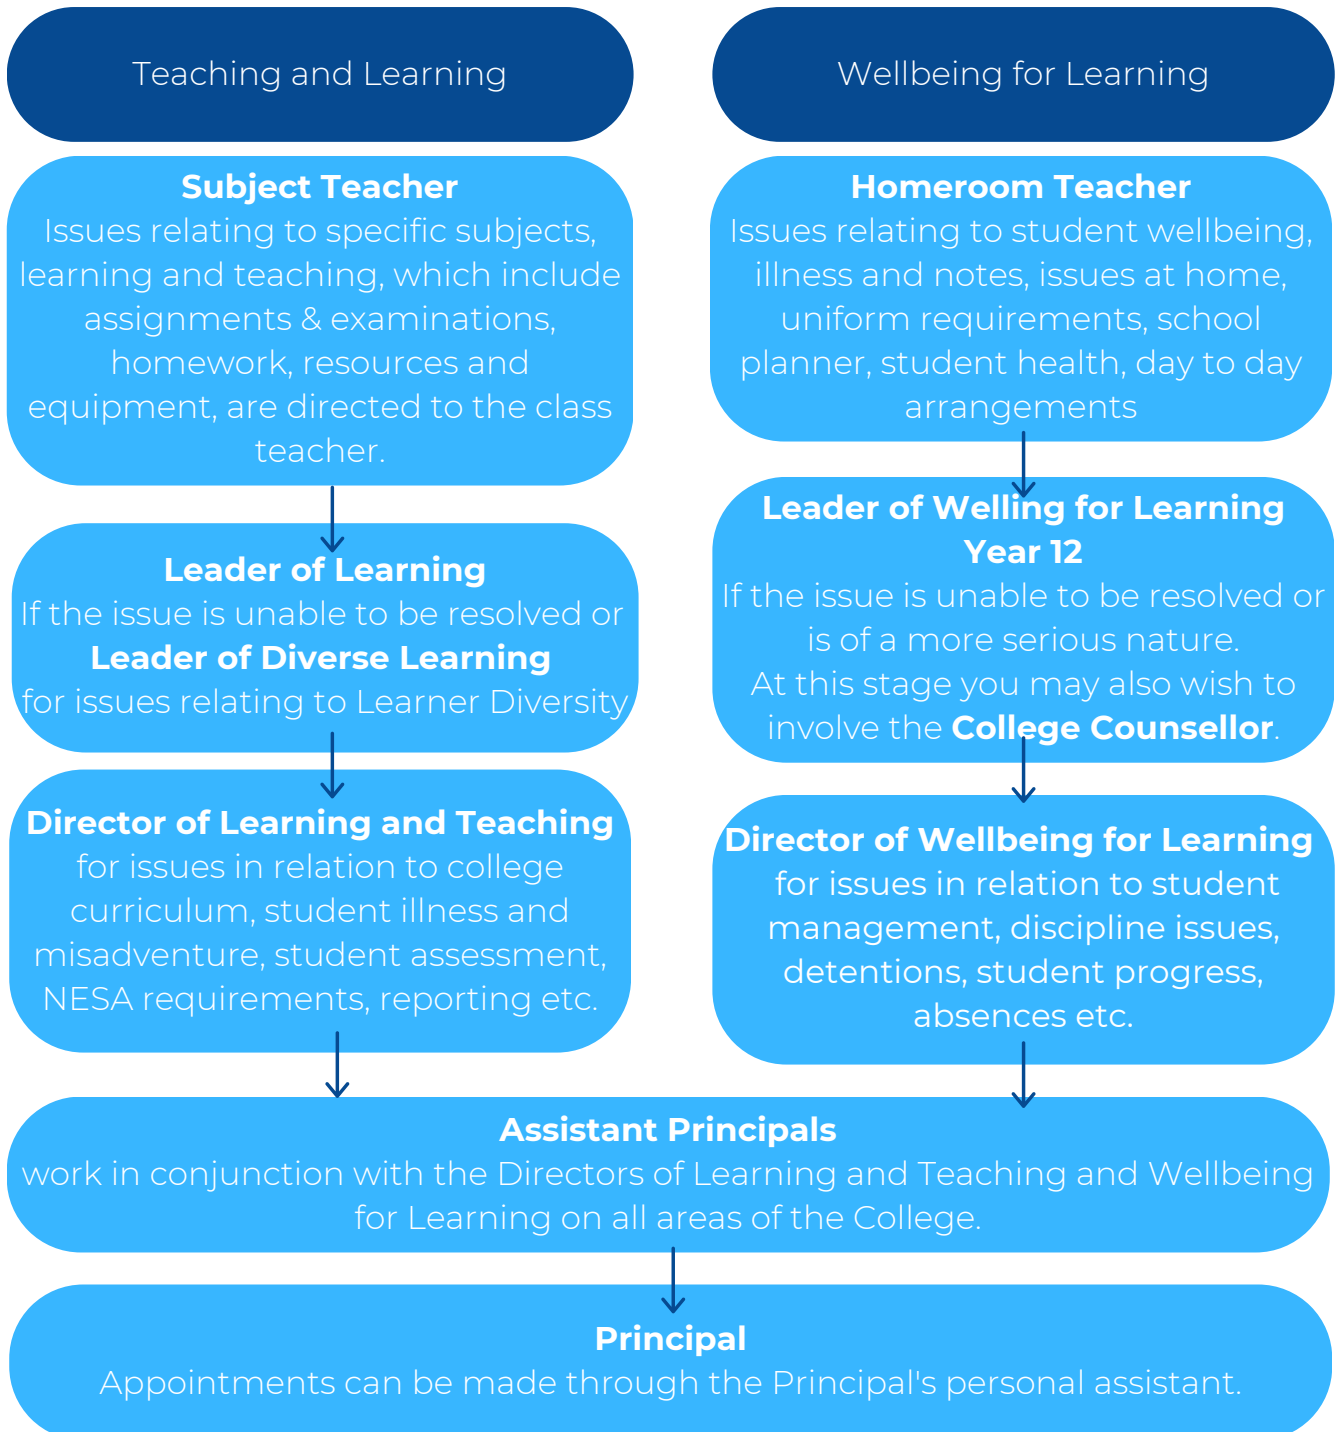 Teaching and Learning
Subject Teacher
Issues relating to specific subjects,
learning and teaching, which include
assignments & examinations,
homework, resources and
equipment, are directed to the class
teacher.
Leader of Learning
If the issue is unable to be resolved or
Leader of Diverse Learning
for issues relating to Learner Diversity
Director of Learning and Teaching
for issues in relation to college
curriculum, student illness and
misadventure, student assessment,
NESA requirements, reporting etc.
Wellbeing for Learning
Homeroom Teacher
Issues relating to student wellbeing,
illness and notes, issues at home,
uniform requirements, school
planner, student health, day to day
arrangements
Leader of Welling for Learning
Year 12
If the issue is unable to be resolved or
is of a more serious nature.
At this stage you may also wish to
involve the College Counsellor.
Director of Wellbeing for Learning
for issues in relation to student
management, discipline issues,
detentions, student progress,
absences etc.
Assistant Principals
work in conjunction with the Directors of Learning and Teaching and Wellbeing
for Learning on all areas of the College.
Principal
Appointments can be made through the Principal's personal assistant.